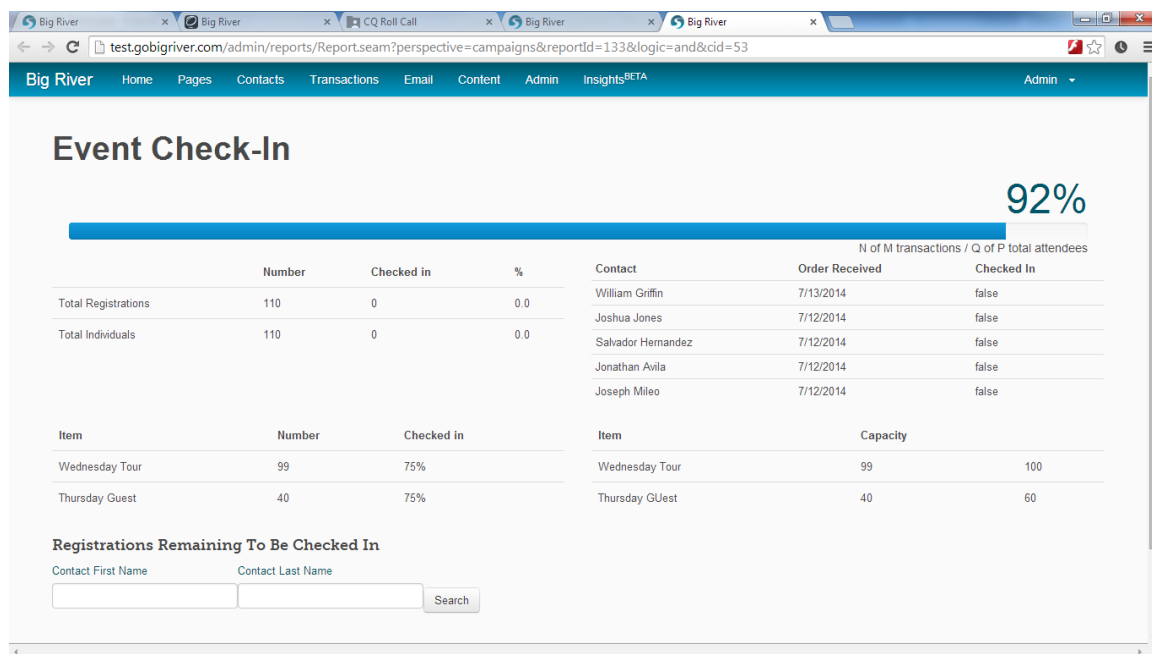 Big River Big River CQ Roll Call Big River Big River
test.gobigriver.com/admin/reports/Report.seam?perspective=campaigns&reportId=133&logic=and&cid=53
Big River Home Pages Contacts Transactions Email Content Admin InsightsBETA Admin
Event Check-In
92%
N of M transactions / Q of P total attendees
Number Checked in %
Total Registrations 110 0 0.0
Total Individuals 110 0 0.0
Contact Order Received Checked In
William Griffin 7/13/2014 false
Joshua Jones 7/12/2014 false
Salvador Hernandez 7/12/2014 false
Jonathan Avila 7/12/2014 false
Joseph Mileo 7/12/2014 false
Item Number Checked in
Wednesday Tour 99 75%
Thursday Guest 40 75%
Item Capacity
Wednesday Tour 99 100
Thursday GUest 40 60
Registrations Remaining To Be Checked In
Contact First Name Contact Last Name
Search